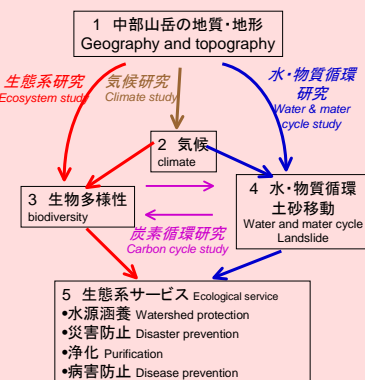 1 中部山岳の地質・地形
Geography and topography
生態系研究
Ecosystem study
気候研究
Climate study
水・物質循環
研究
Water & mater
cycle study
2 気候
climate
3 生物多様性
biodiversity
4 水・物質循環
土砂移動
Water and mater cycle
Landslide
炭素循環研究
Carbon cycle study
5 生態系サービス Ecological service
•水源涵養 Watershed protection
•災害防止 Disaster prevention
•浄化 Purification
•病害防止 Disease prevention